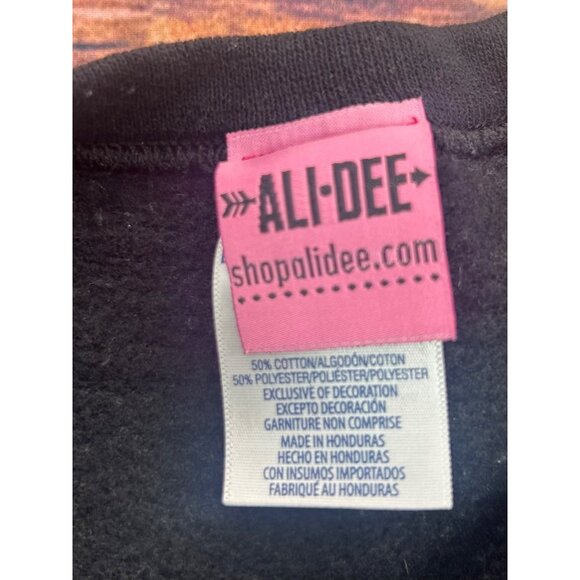 ALI•DEE
shopalidee.com
50% COTTON/ALGODÓN/COTON
50% POLYESTER/POLIÉSTER/POLYESTER
EXCLUSIVE OF DECORATION
EXCEPTO DECORACIÓN
GARNITURE NON COMPRISE
MADE IN HONDURAS
HECHO EN HONDURAS
CON INSUMOS IMPORTADOS
FABRIQUÉ AU HONDURAS